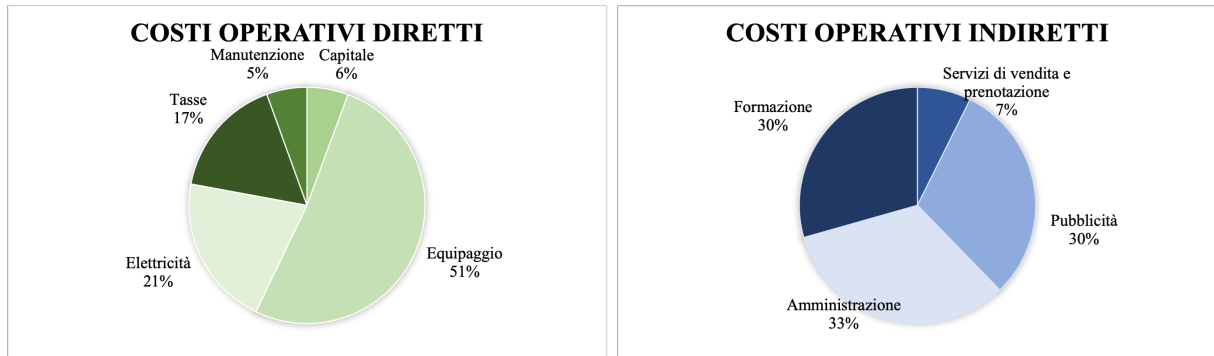 COSTI OPERATIVI DIRETTI
Manutenzione
5%
Capitale
6%
Tasse
17%
Elettricità
21%
Equipaggio
51%
COSTI OPERATIVI INDIRETTI
Servizi di vendita e
prenotazione
7%
Formazione
30%
Pubblicità
30%
Amministrazione
33%